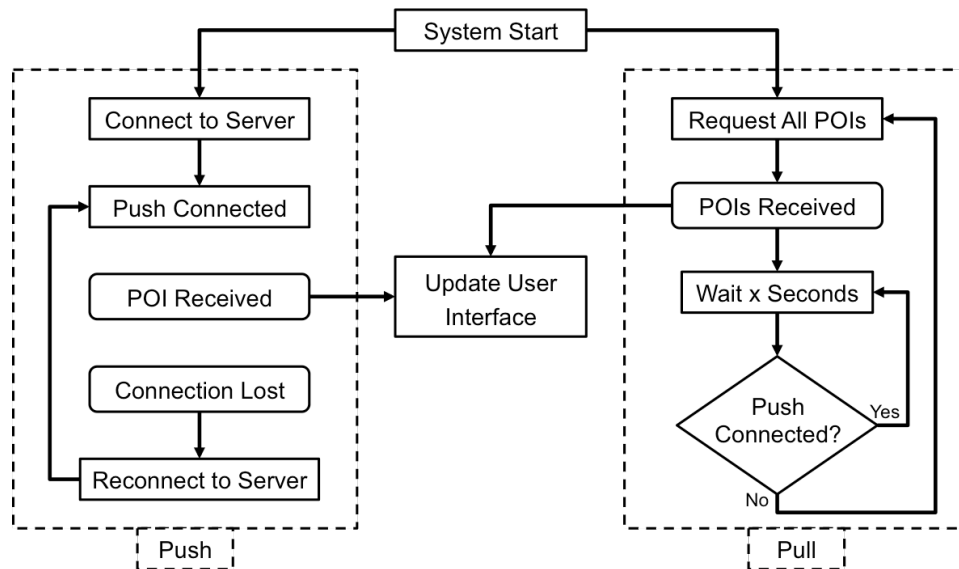 System Start
Connect to Server
Push Connected
POI Received
Connection Lost
Reconnect to Server
Push
Update User
Interface
Request All POIs
POIs Received
Wait x Seconds
Push
Connected?
Yes
No
Pull